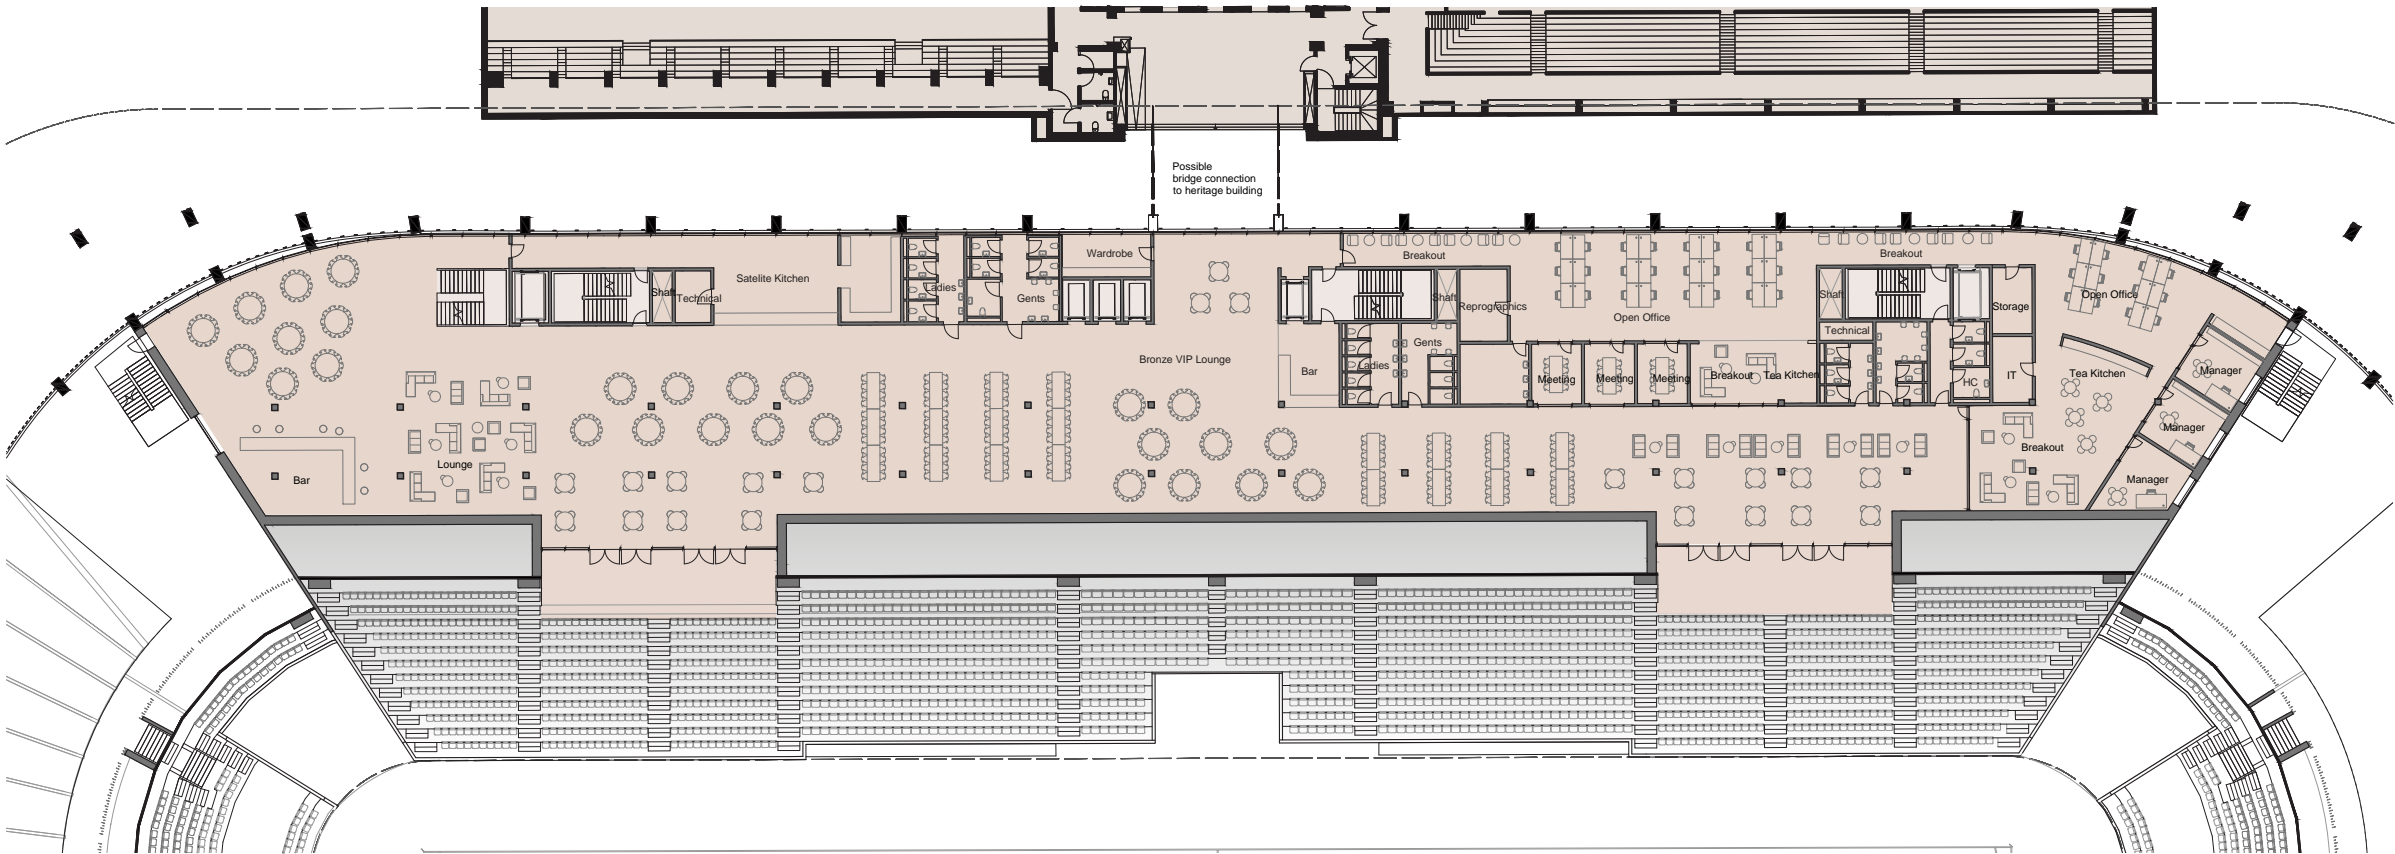 Possible
bridge connection
to heritage building
Wardrobe
Breakout
Breakout
Satelite Kitchen
Shaft
Technical
Ladies
Gents
Shaft
Reprographics
Open Office
Shaft
Storage
Open Office
Technical
Bronze VIP Lounge
Bar
Ladies
Gents
Meeting
Meeting
Meeting
Breakout
Tea Kitchen
HC
IT
Tea Kitchen
Manager
Manager
Breakout
Manager
Lounge
Bar